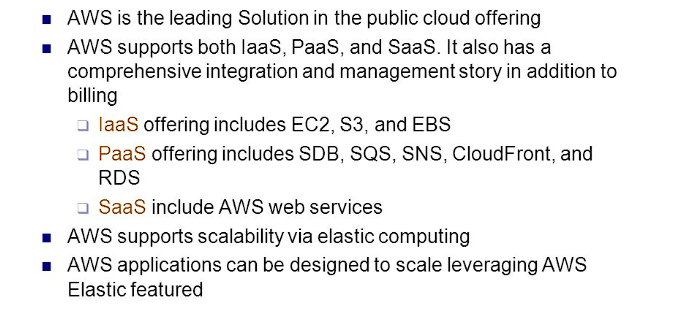 AWS is the leading Solution in the public cloud offering
AWS supports both IaaS, PaaS, and SaaS. It also has a
comprehensive integration and management story in addition to
billing
IaaS offering includes EC2, S3, and EBS
PaaS offering includes SDB, SQS, SNS, CloudFront, and
RDS
SaaS include AWS web services
AWS supports scalability via elastic computing
AWS applications can be designed to scale leveraging AWS
Elastic featured